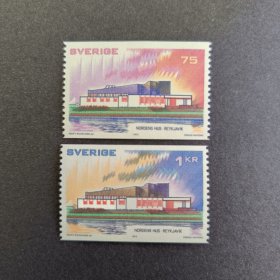 SVERIGE
75
NORDENS HUS · REYKJAVIK
SVERIGE
1 KR
NORDENS HUS · REYKJAVIK